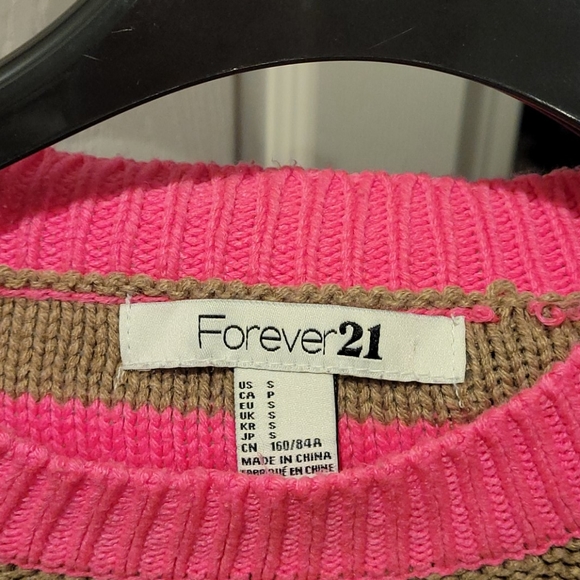 Forever21
US S
CA P
EU S
UK S
KR S
JP S
CN 160/84A
MADE IN CHINA
FABRIQUÉ EN CHINE